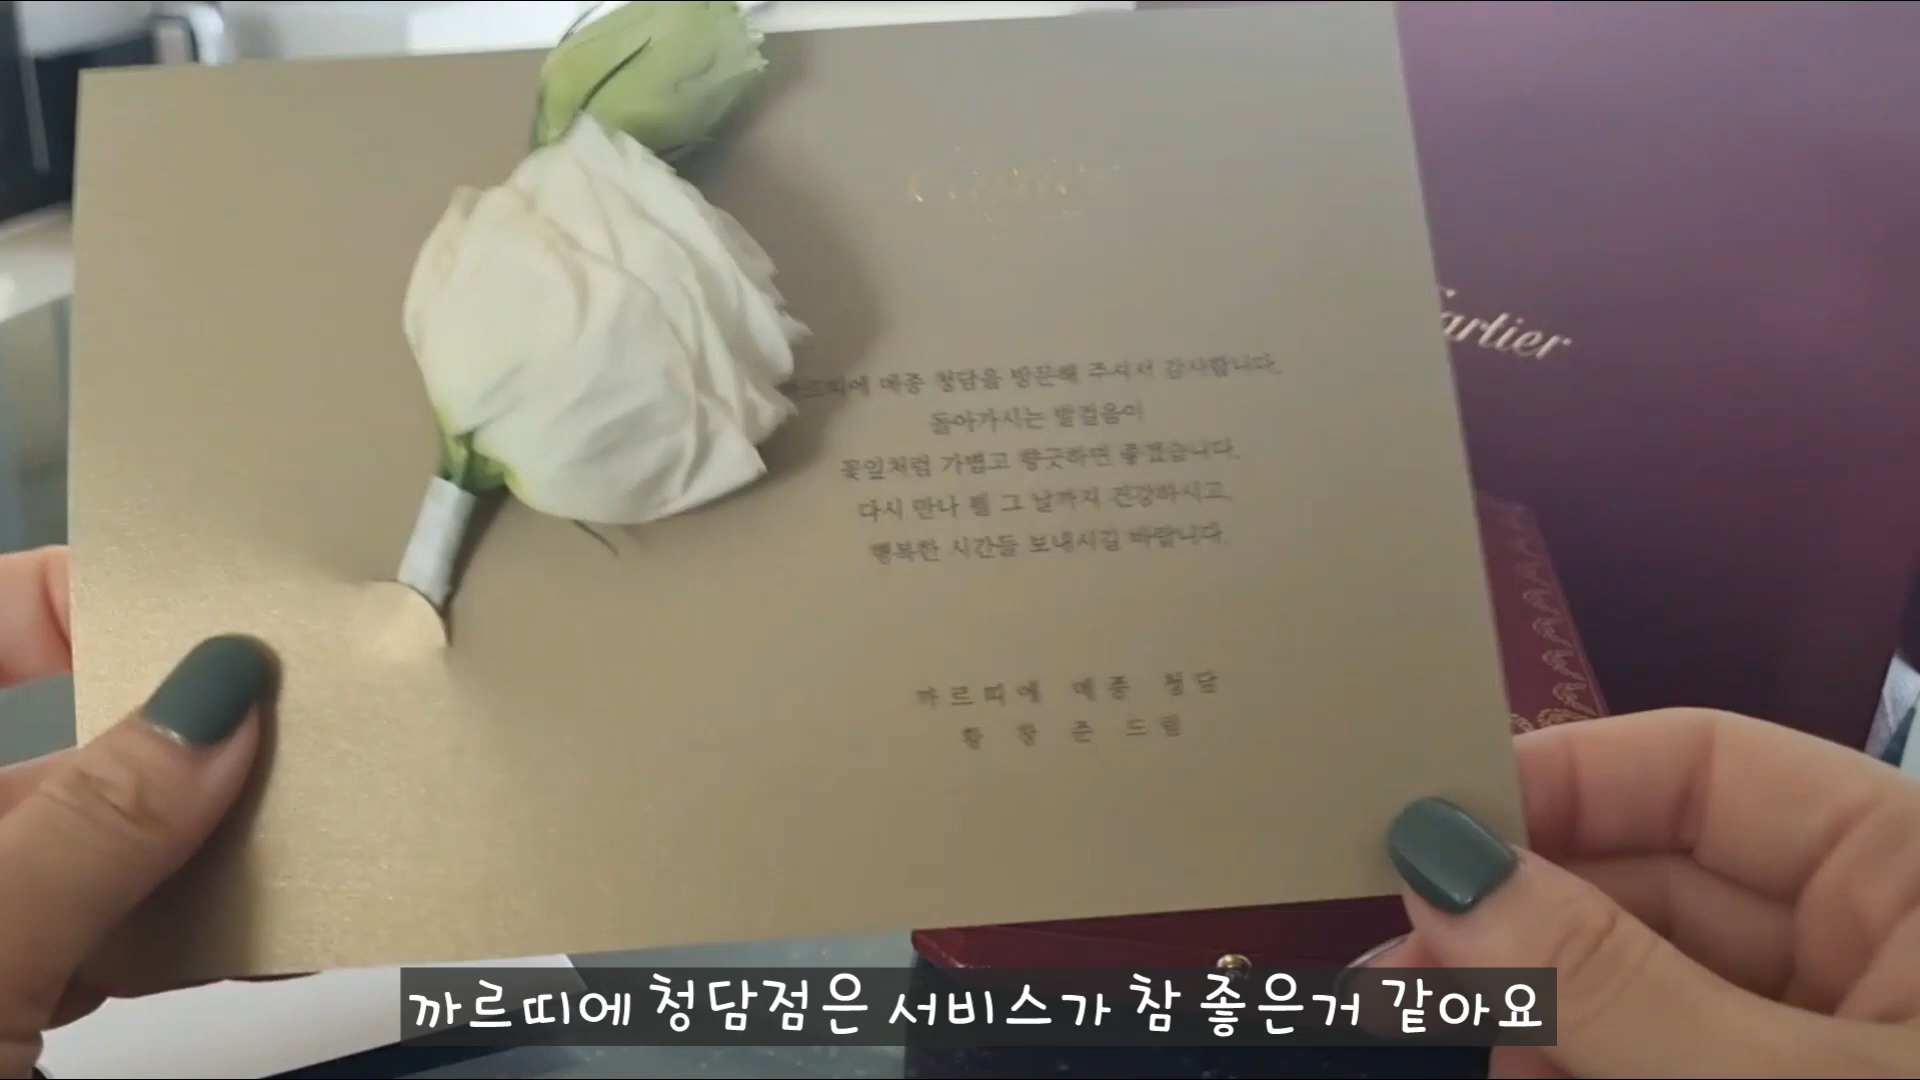 Cartier
까르띠에 메종 청담을 방문해 주셔서 감사합니다.
돌아가시는 발걸음이
꽃잎처럼 가볍고 향긋하면 좋겠습니다.
다시 만나 뵐 그 날까지 건강하시고,
행복한 시간들 보내시길 바랍니다.
까르띠에 메종 청담
드림
Cartier
까르띠에 청담점은 서비스가 참 좋은거 같아요